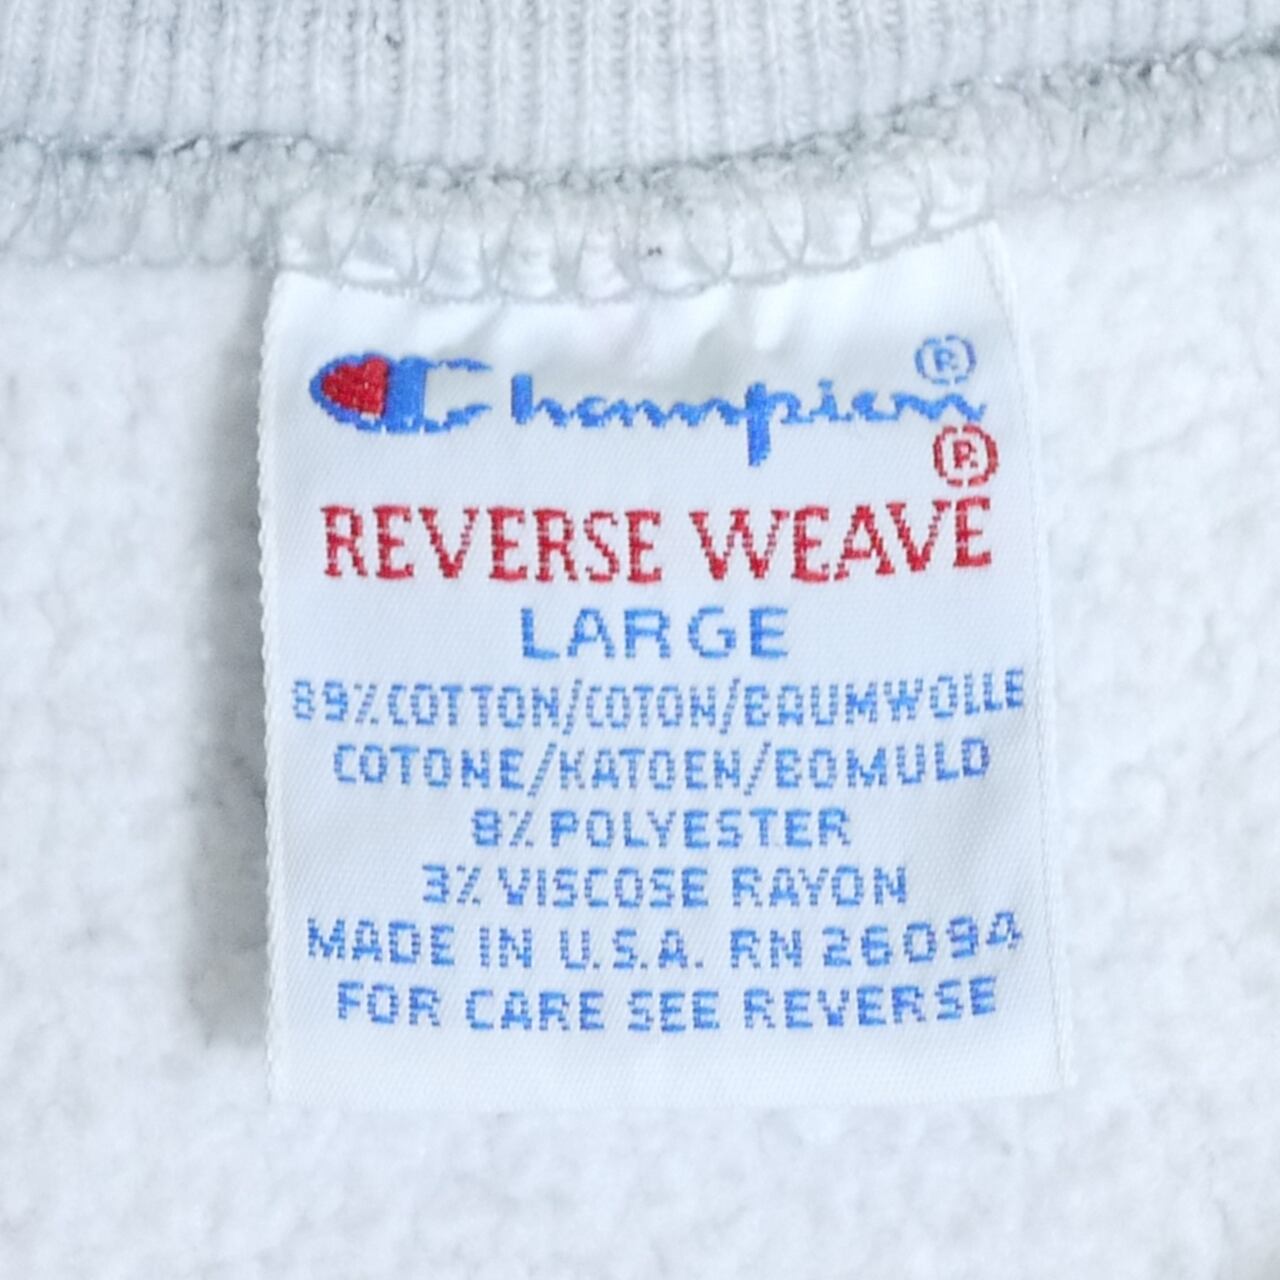 Champion®
®
REVERSE WEAVE
LARGE
89% COTTON/COTON/BAUMWOLLE
COTONE/KATOEN/BOMULD
8% POLYESTER
3% VISCOSE RAYON
MADE IN U.S.A. RN 26094
FOR CARE SEE REVERSE